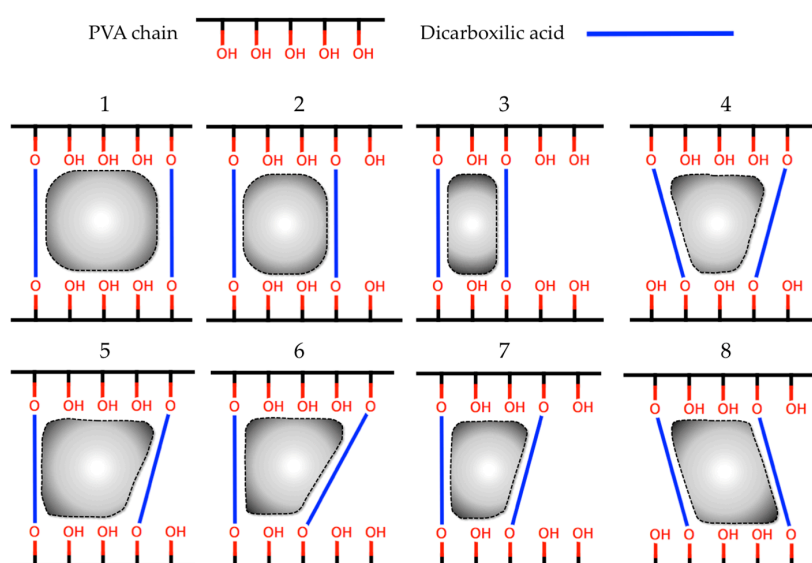 PVA chain Dicarboxilic acid
OH OH OH OH OH
1 2 3 4
O OH OH OH O O OH OH O OH O OH O OH OH O OH OH OH O
O OH OH OH O O OH OH O OH O OH O OH OH OH O OH O OH
5 6 7 8
O OH OH OH O O OH OH OH O O OH OH O OH O OH OH O OH
O OH OH O OH O OH O OH OH O OH O OH OH OH O OH OH O